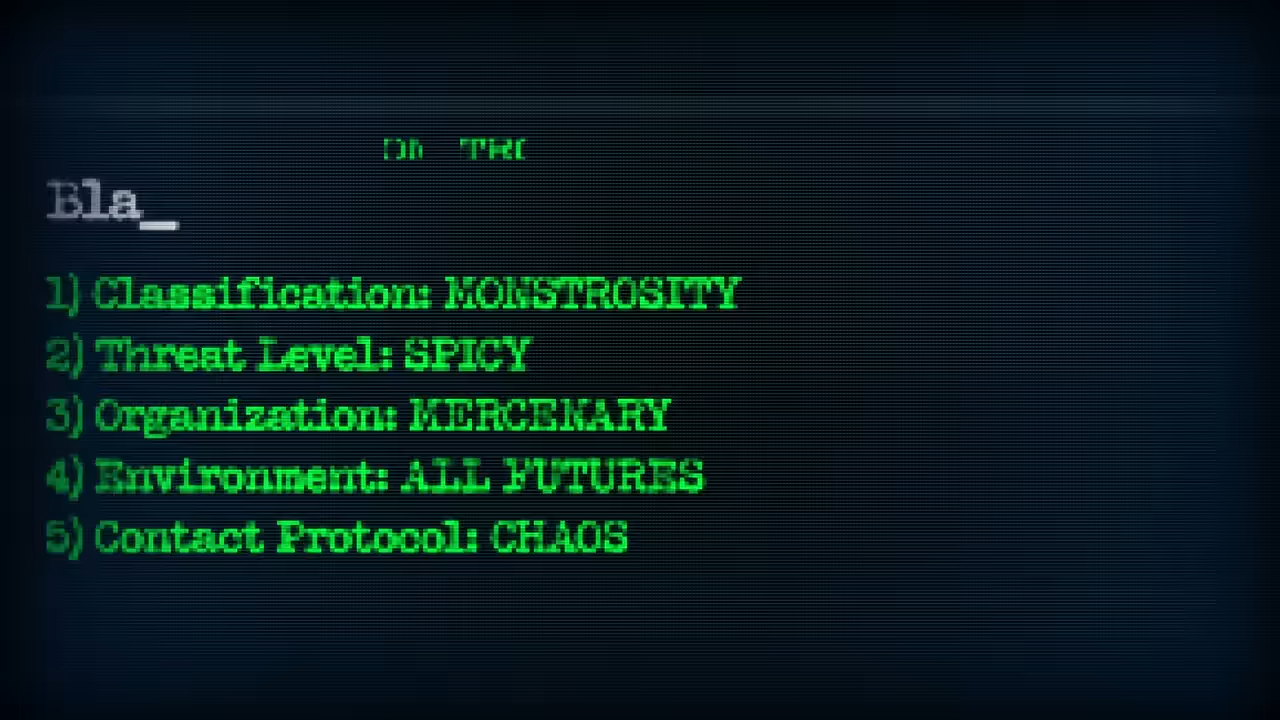 Bla_
1) Classification: MONSTROSITY
2) Threat Level: SPICY
3) Organization: MERCENARY
4) Environment: ALL FUTURES
5) Contact Protocol: CHAOS